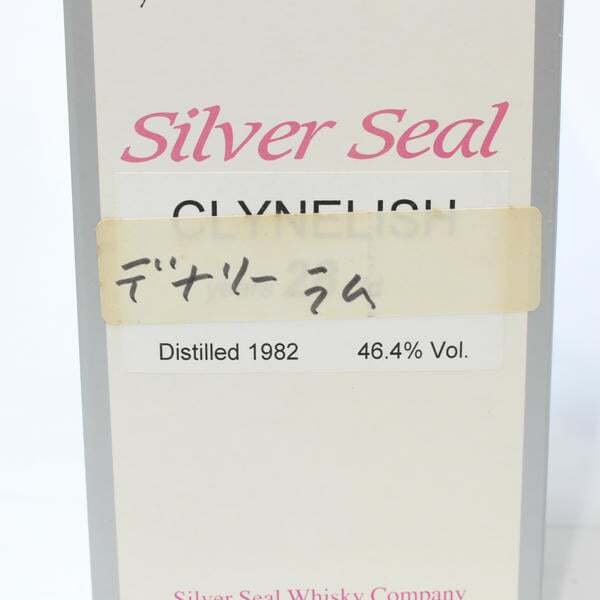 Silver Seal
CLYNELISH
デナリー ラム
Distilled 1982 46.4% Vol.
Silver Seal Whisky Company